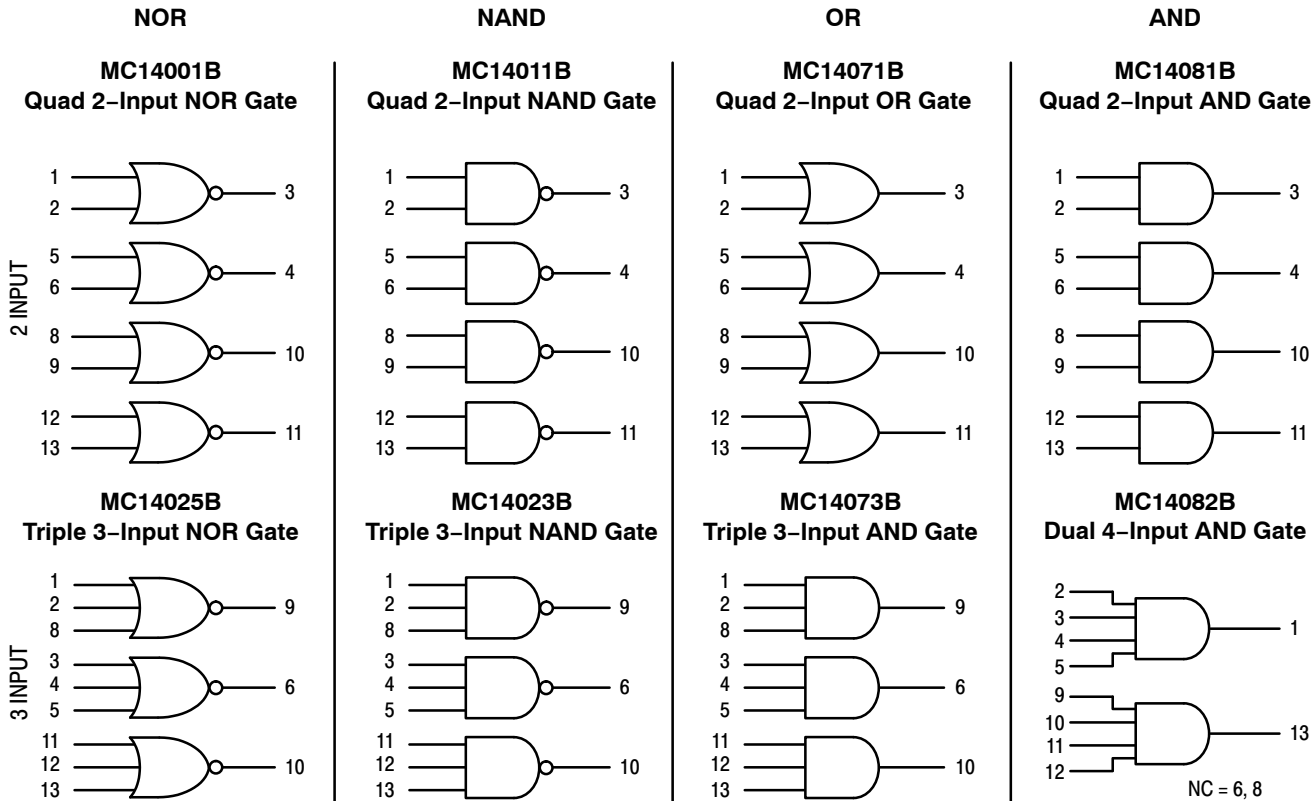 NOR NAND OR AND
MC14001B MC14011B MC14071B MC14081B
Quad 2−Input NOR Gate Quad 2−Input NAND Gate Quad 2−Input OR Gate Quad 2−Input AND Gate
2 INPUT
1 1 1 1
3 3 3 3
2 2 2 2
5 5 5 5
4 4 4 4
6 6 6 6
8 8 8 8
10 10 10 10
9 9 9 9
12 12 12 12
11 11 11 11
13 13 13 13
MC14025B MC14023B MC14073B MC14082B
Triple 3−Input NOR Gate Triple 3−Input NAND Gate Triple 3−Input AND Gate Dual 4−Input AND Gate
3 INPUT
1 1 1 2
2 9 2 9 2 9 3 1
8 8 8 4
3 3 3 5
4 6 4 6 4 6 9
5 5 5 10 13
11 11 11 11
12 10 12 10 12 10 12
13 13 13 NC = 6, 8